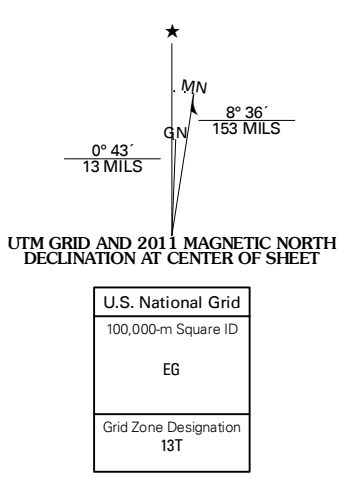 ★
MN
8° 36´
153 MILS
GN
0° 43´
13 MILS
UTM GRID AND 2011 MAGNETIC NORTH
DECLINATION AT CENTER OF SHEET
U.S. National Grid
100,000-m Square ID
EG
Grid Zone Designation
13T